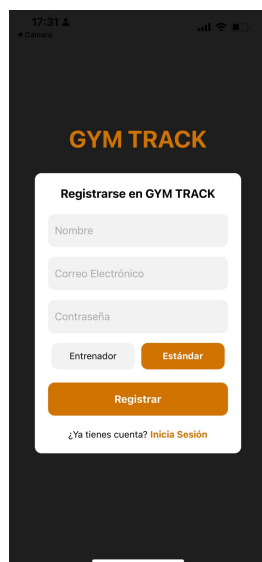 17:31
◀ Cámara
GYM TRACK
Registrarse en GYM TRACK
Nombre
Correo Electrónico
Contraseña
Entrenador
Estándar
Registrar
¿Ya tienes cuenta? Inicia Sesión